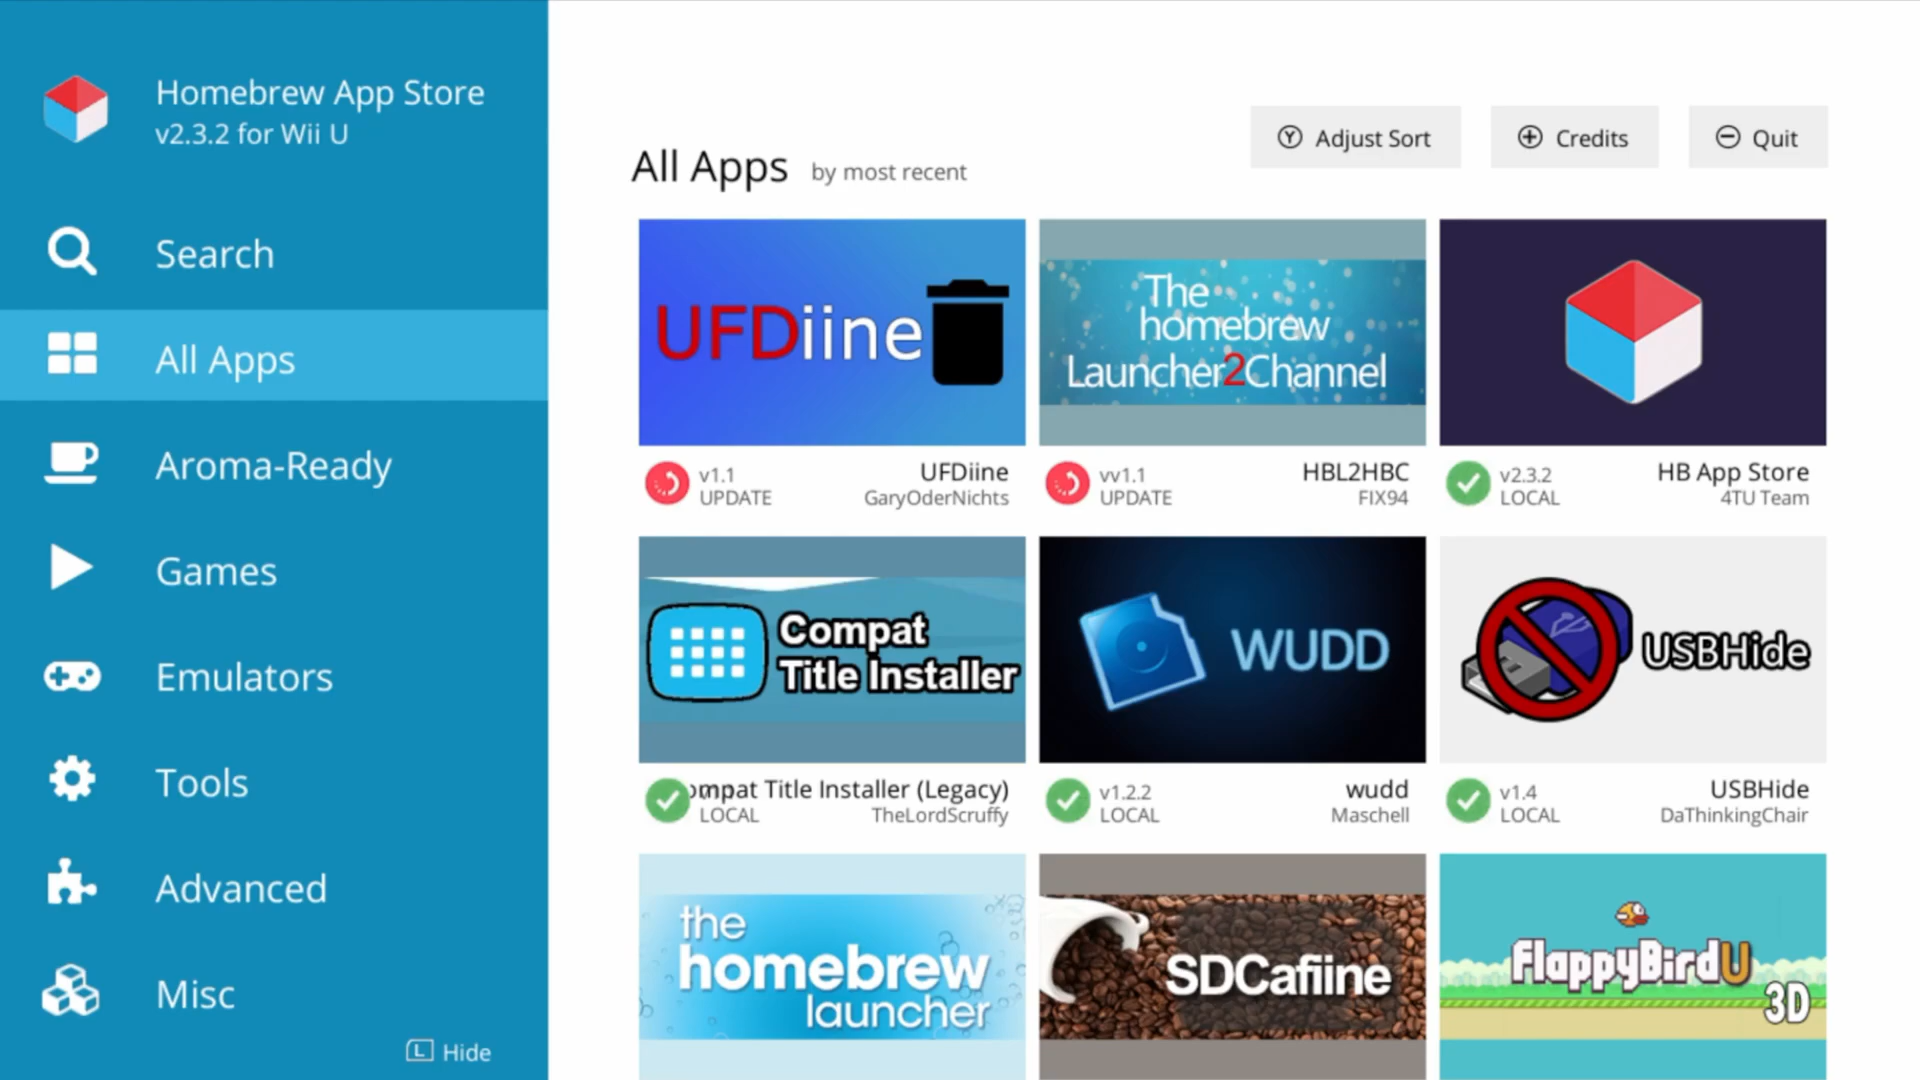 Homebrew App Store
v2.3.2 for Wii U
Search
All Apps
Aroma-Ready
Games
Emulators
Tools
Advanced
Misc
L Hide
Y Adjust Sort
Credits
Quit
All Apps by most recent
UFDiine
v1.1
UPDATE
UFDiine
GaryOderNichts
The
homebrew
Launcher2Channel
vv1.1
UPDATE
HBL2HBC
FIX94
v2.3.2
LOCAL
HB App Store
4TU Team
Compat
Title Installer
ompat Title Installer (Legacy)
LOCAL
TheLordScruffy
WUDD
v1.2.2
LOCAL
wudd
Maschell
USBHide
v1.4
LOCAL
USBHide
DaThinkingChair
the
homebrew
launcher
SDCafiine
FlappyBirdU
3D